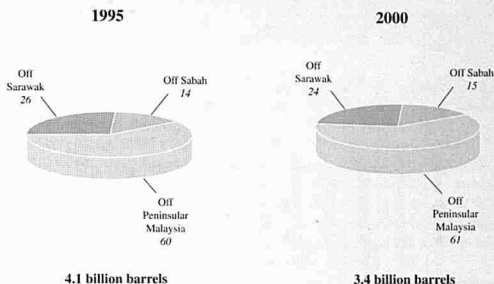 1995
Off
Sarawak
26
Off Sabah
14
Off
Peninsular
Malaysia
60
4.1 billion barrels
2000
Off
Sarawak
24
Off Sabah
15
Off
Peninsular
Malaysia
61
3.4 billion barrels